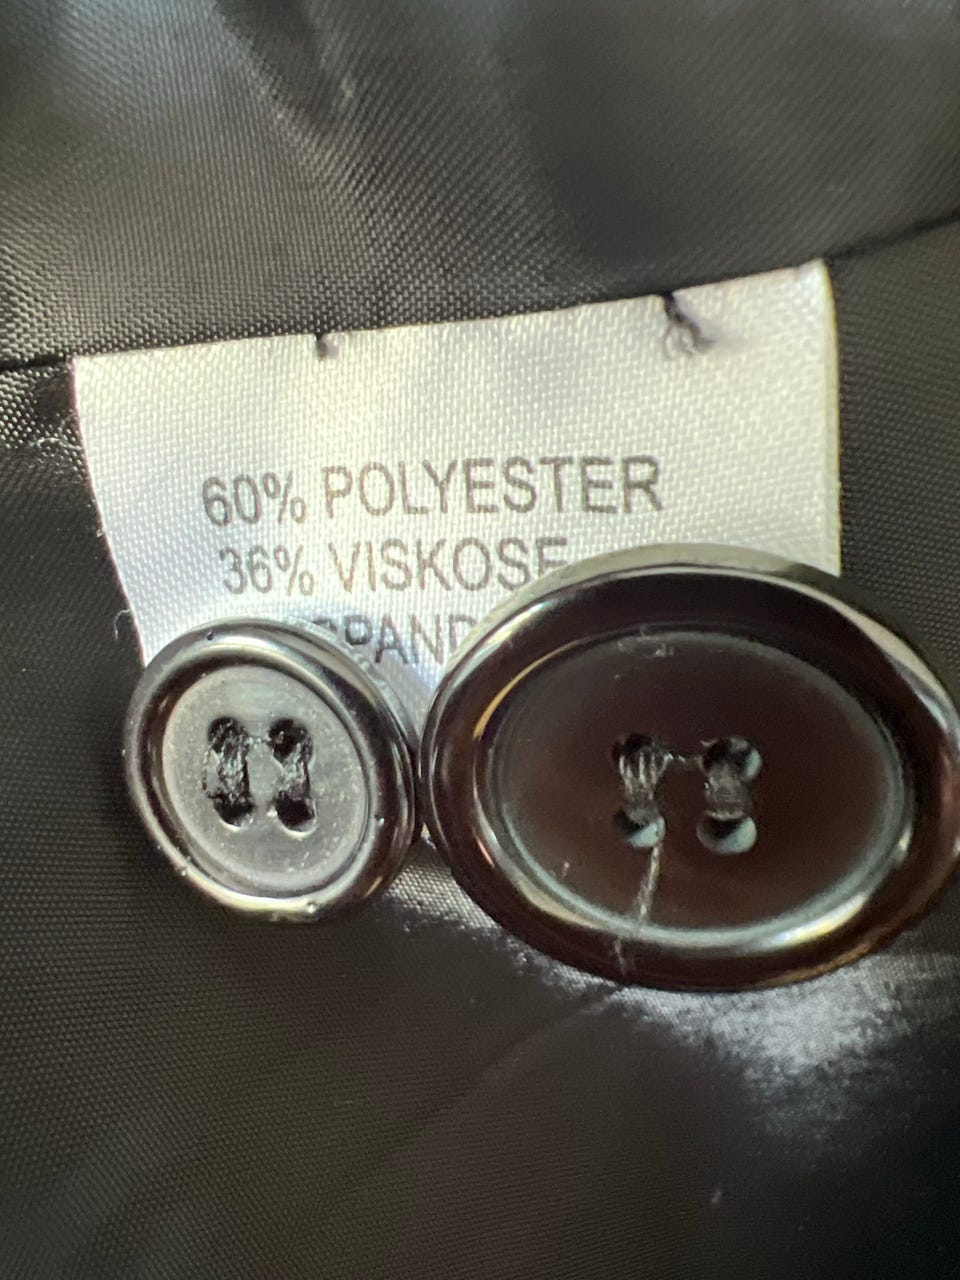 60% POLYESTER
36% VISKOSE